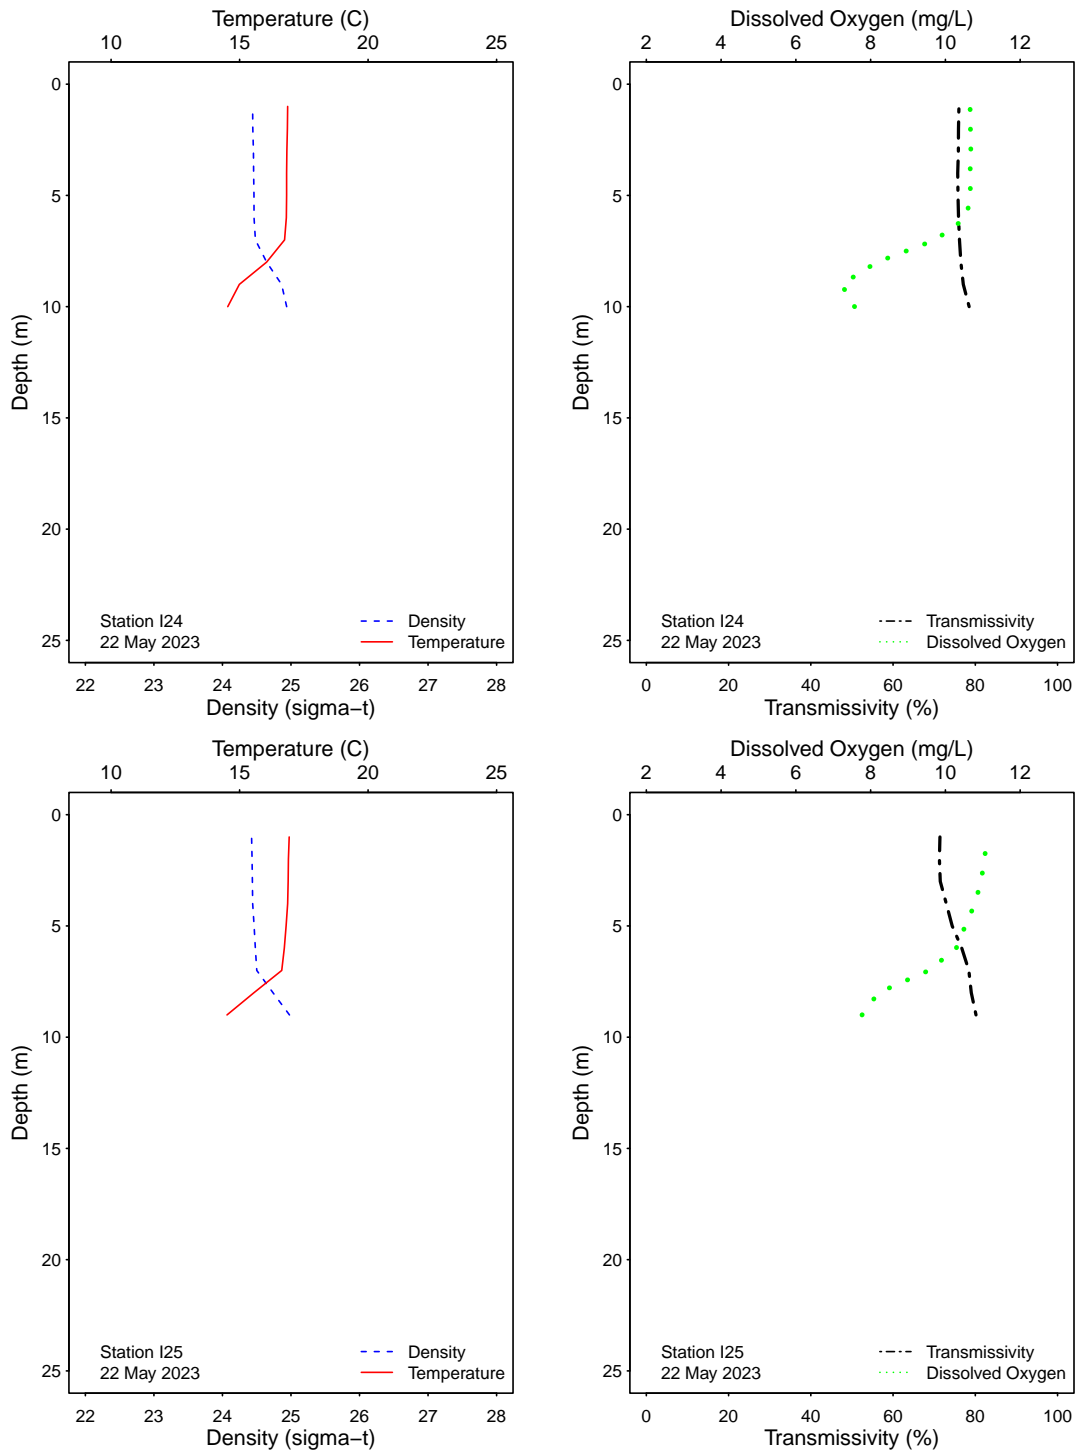 Temperature (C)
10 15 20 25
0
5
10
15
20
25
Depth (m)
Station I24
22 May 2023
Density
Temperature
22 23 24 25 26 27 28
Density (sigma−t)
Dissolved Oxygen (mg/L)
2 4 6 8 10 12
0
5
10
15
20
25
Depth (m)
Station I24
22 May 2023
Transmissivity
Dissolved Oxygen
0 20 40 60 80 100
Transmissivity (%)
Temperature (C)
10 15 20 25
0
5
10
15
20
25
Depth (m)
Station I25
22 May 2023
Density
Temperature
22 23 24 25 26 27 28
Density (sigma−t)
Dissolved Oxygen (mg/L)
2 4 6 8 10 12
0
5
10
15
20
25
Depth (m)
Station I25
22 May 2023
Transmissivity
Dissolved Oxygen
0 20 40 60 80 100
Transmissivity (%)